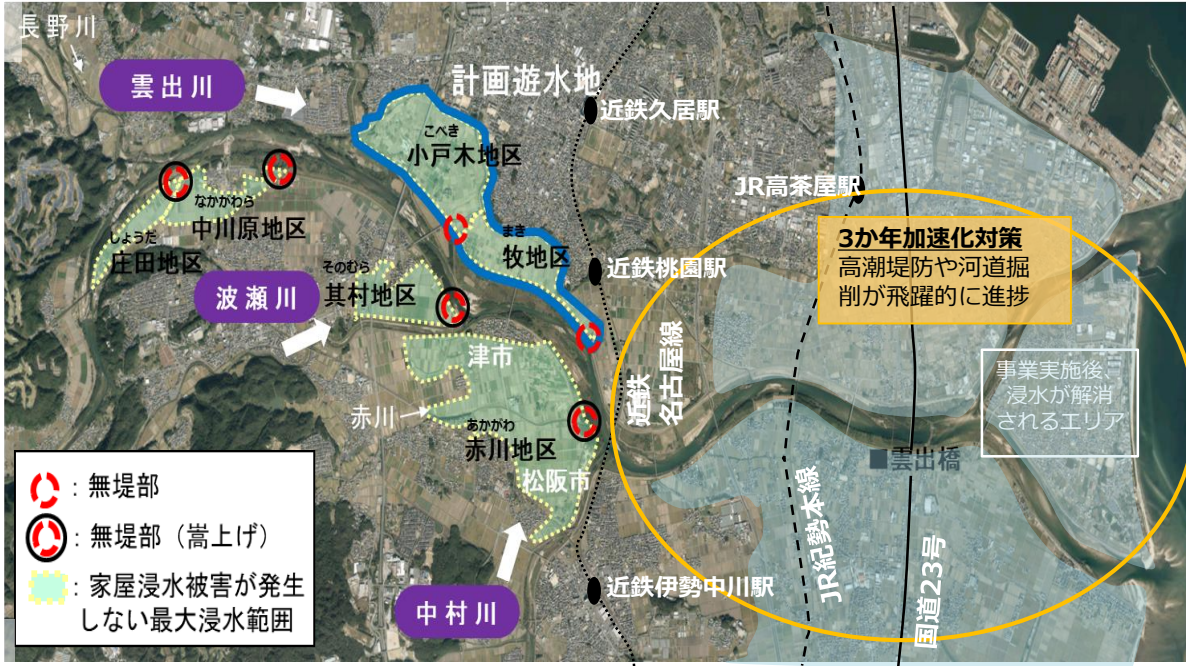 長野川
雲出川
計画遊水地
近鉄久居駅
こべき
小戸木地区
なかがわら
中川原地区
しょうだ
庄田地区
まき
牧地区
JR高茶屋駅
近鉄桃園駅
3か年加速化対策
高潮堤防や河道掘
削が飛躍的に進捗
そのむら
其村地区
波瀬川
津市
近鉄
名古屋線
事業実施後、
浸水が解消
されるエリア
赤川
あかがわ
赤川地区
松阪市
■雲出橋
JR紀勢本線
国道23号
近鉄伊勢中川駅
中村川
：無堤部
：無堤部（嵩上げ）
：家屋浸水被害が発生
しない最大浸水範囲